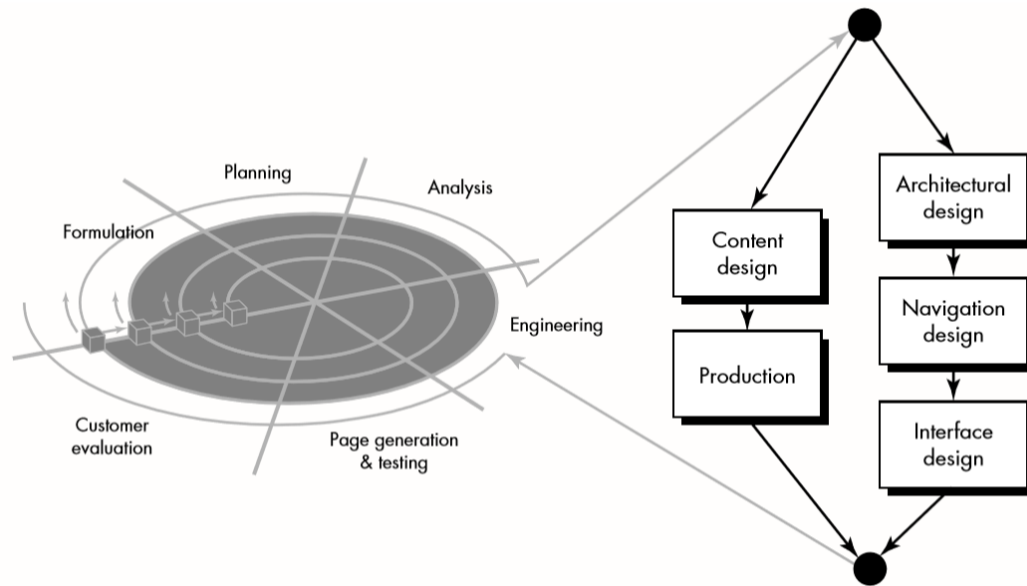 Planning
Analysis
Formulation
Engineering
Customer
evaluation
Page generation
& testing
Content
design
Production
Architectural
design
Navigation
design
Interface
design